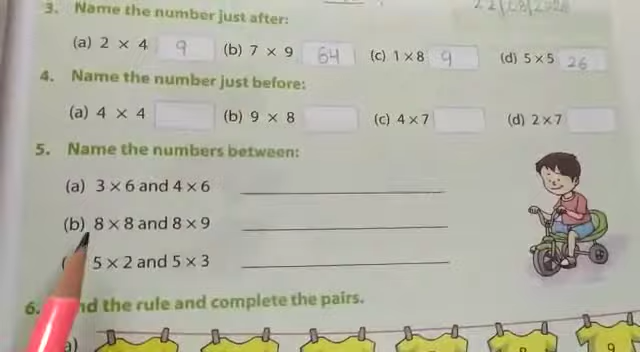 3. Name the number just after:
(a) 2 × 4 9 (b) 7 × 9 64 (c) 1 × 8 9 (d) 5 × 5 26
4. Name the number just before:
(a) 4 × 4 (b) 9 × 8 (c) 4 × 7 (d) 2 × 7
5. Name the numbers between:
(a) 3 × 6 and 4 × 6
(b) 8 × 8 and 8 × 9
5 × 2 and 5 × 3
6. the rule and complete the pairs.
a)
9